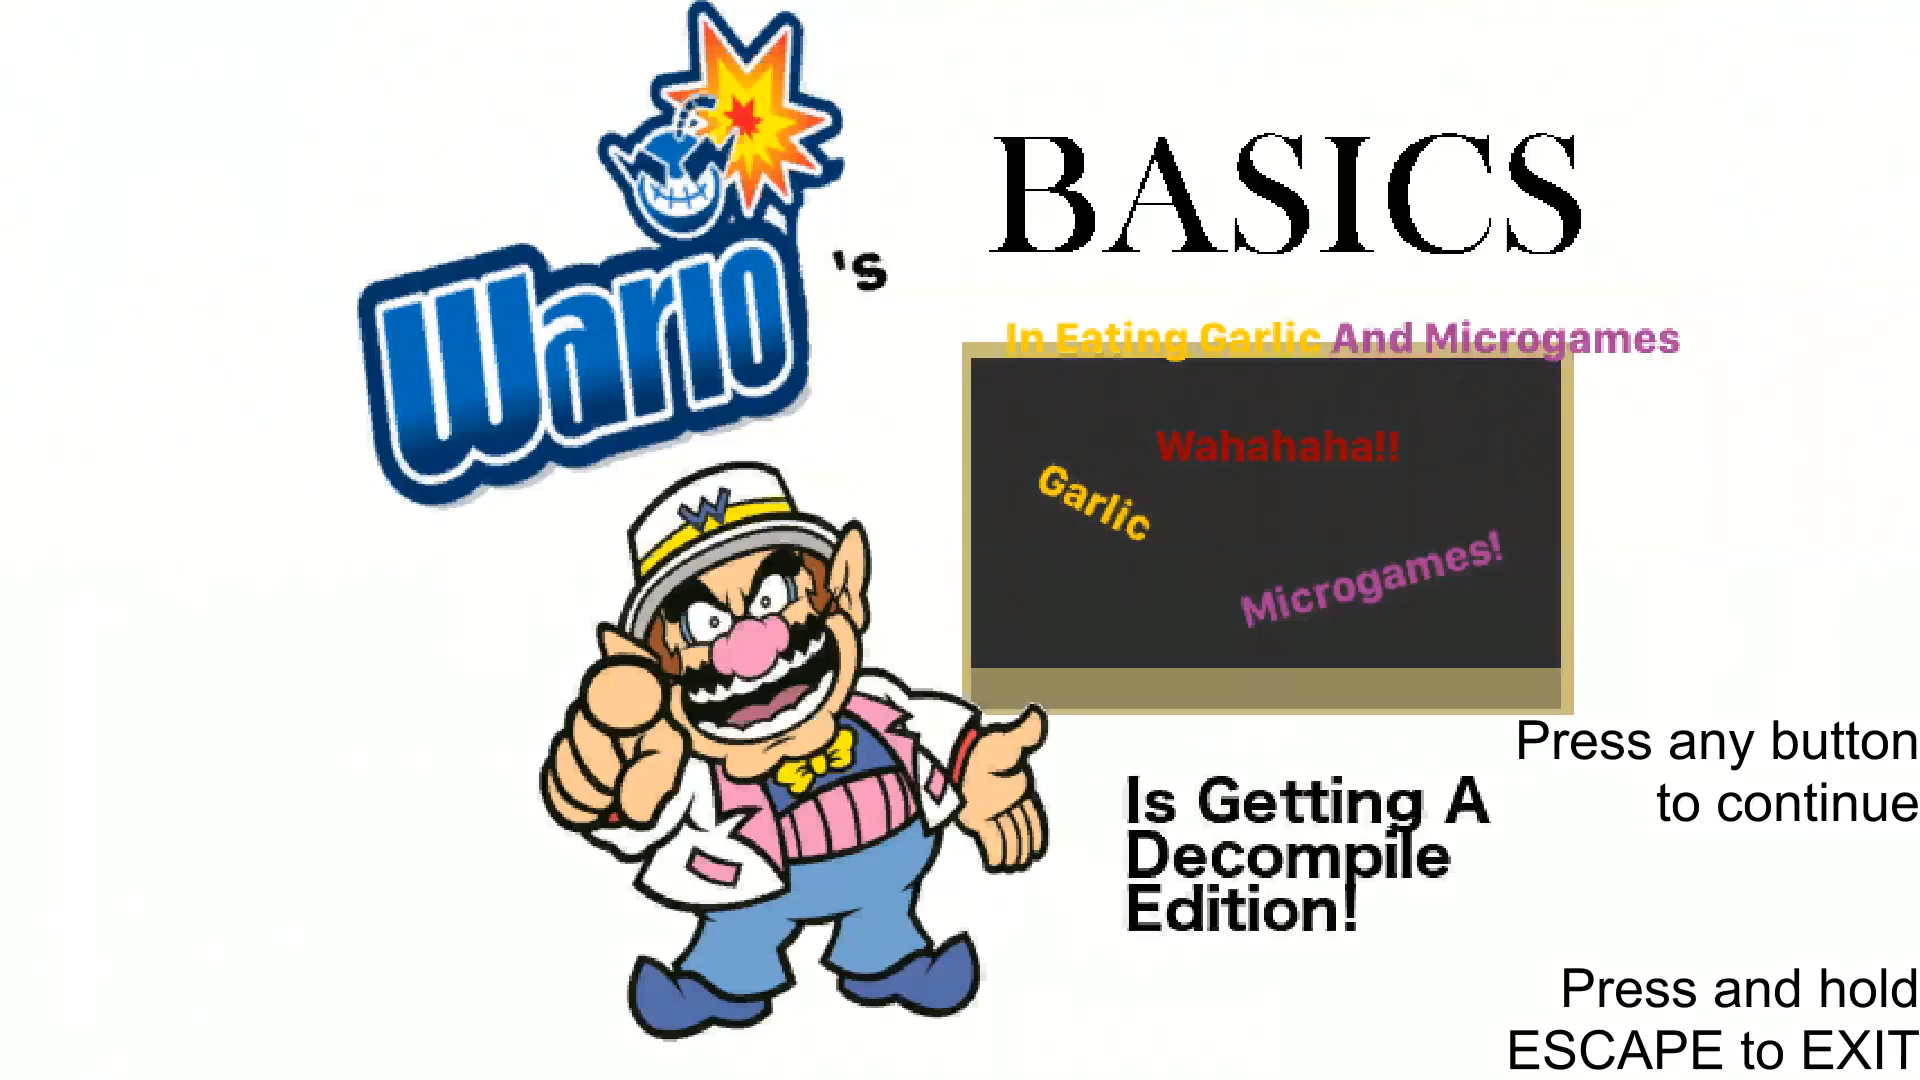 Wario
's
BASICS
In Eating Garlic And Microgames
Wahahaha!!
Garlic
Microgames!
W
Press any button
to continue
Is Getting A
Decompile
Edition!
Press and hold
ESCAPE to EXIT